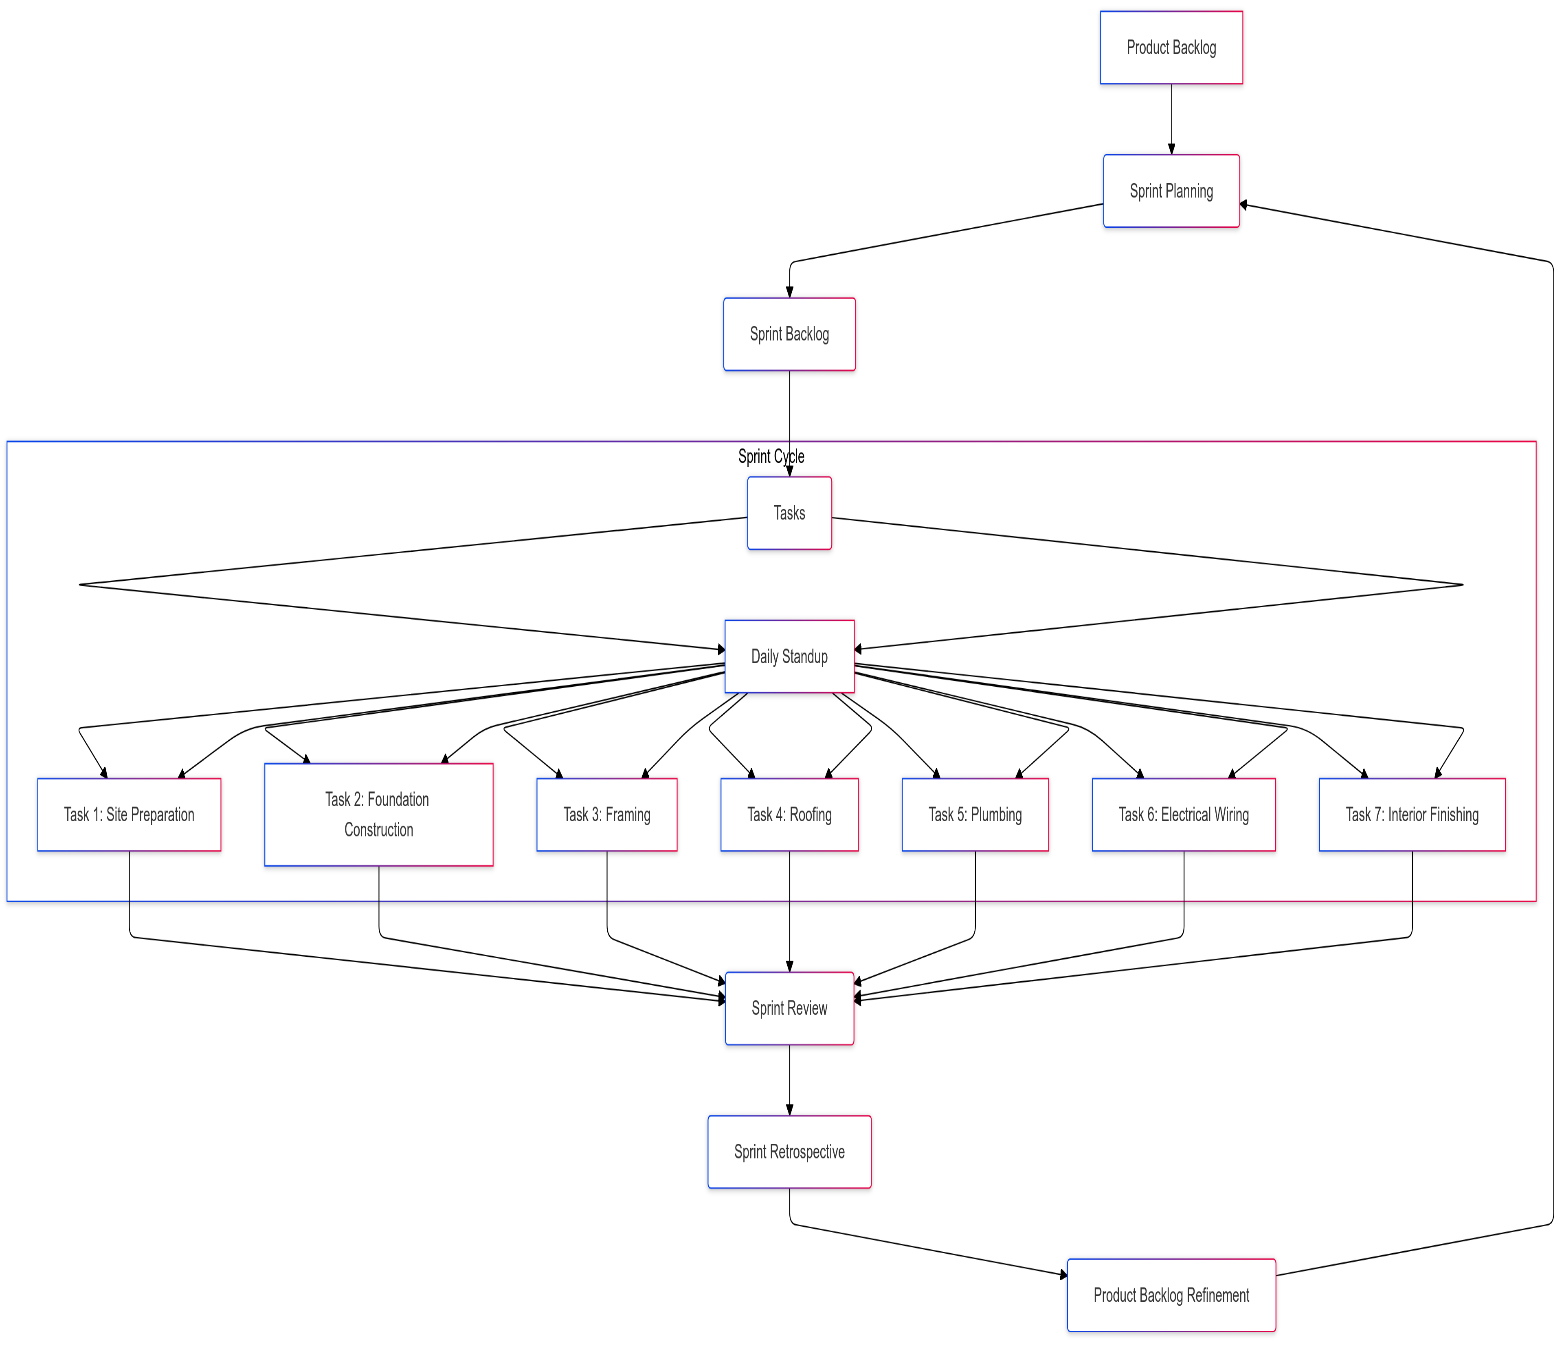 Product Backlog
Sprint Planning
Sprint Backlog
Sprint Cycle
Tasks
Daily Standup
Task 1: Site Preparation
Task 2: Foundation
Construction
Task 3: Framing
Task 4: Roofing
Task 5: Plumbing
Task 6: Electrical Wiring
Task 7: Interior Finishing
Sprint Review
Sprint Retrospective
Product Backlog Refinement